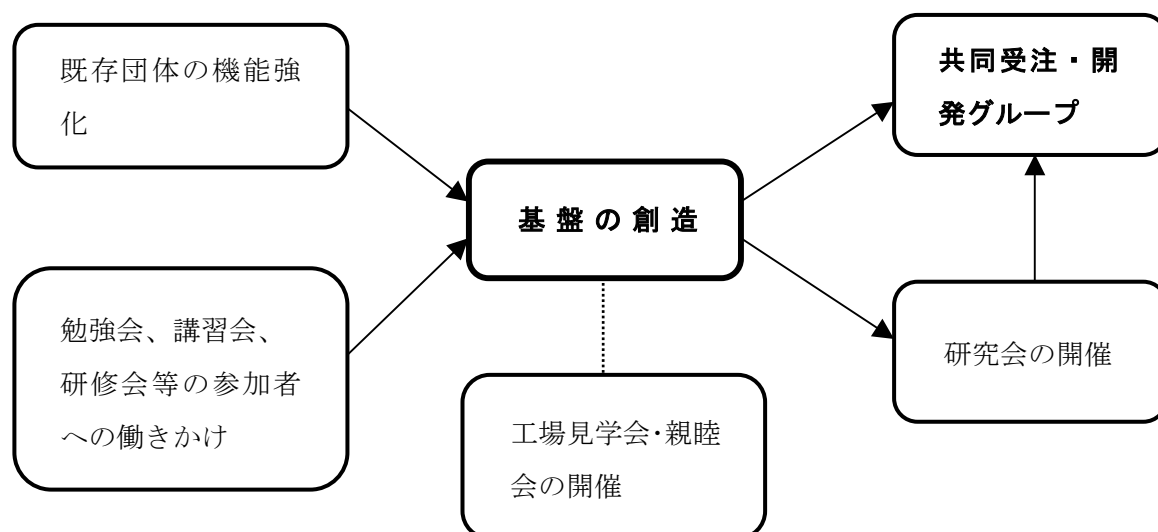 既存団体の機能強
化
共同受注・開
発グループ
基盤の創造
勉強会、講習会、
研修会等の参加者
への働きかけ
研究会の開催
工場見学会・親睦
会の開催